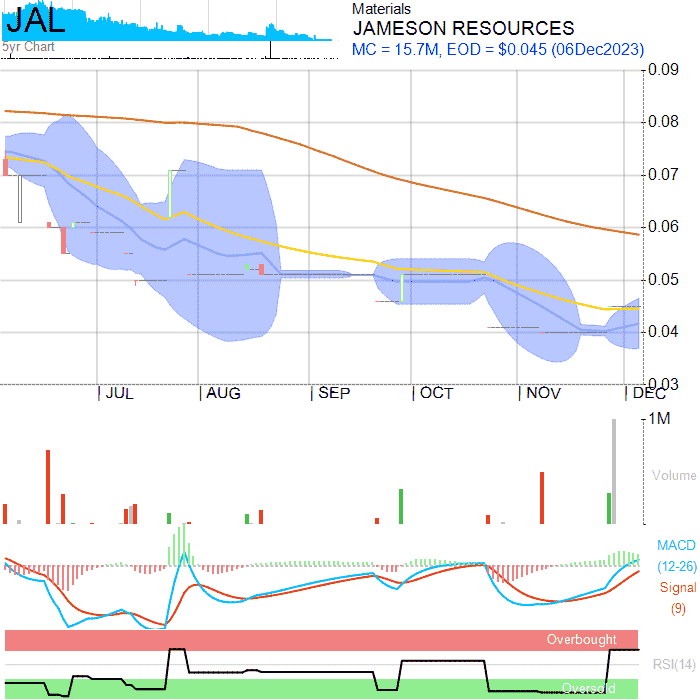 JAL
5yr Chart
Materials
JAMESON RESOURCES
MC = 15.7M, EOD = $0.045 (06Dec2023)
0.09
0.08
0.07
0.06
0.05
0.04
0.03
JUL AUG SEP OCT NOV DEC
1M
Volume
MACD
(12-26)
Signal
(9)
Overbought
RSI(14)
Oversold